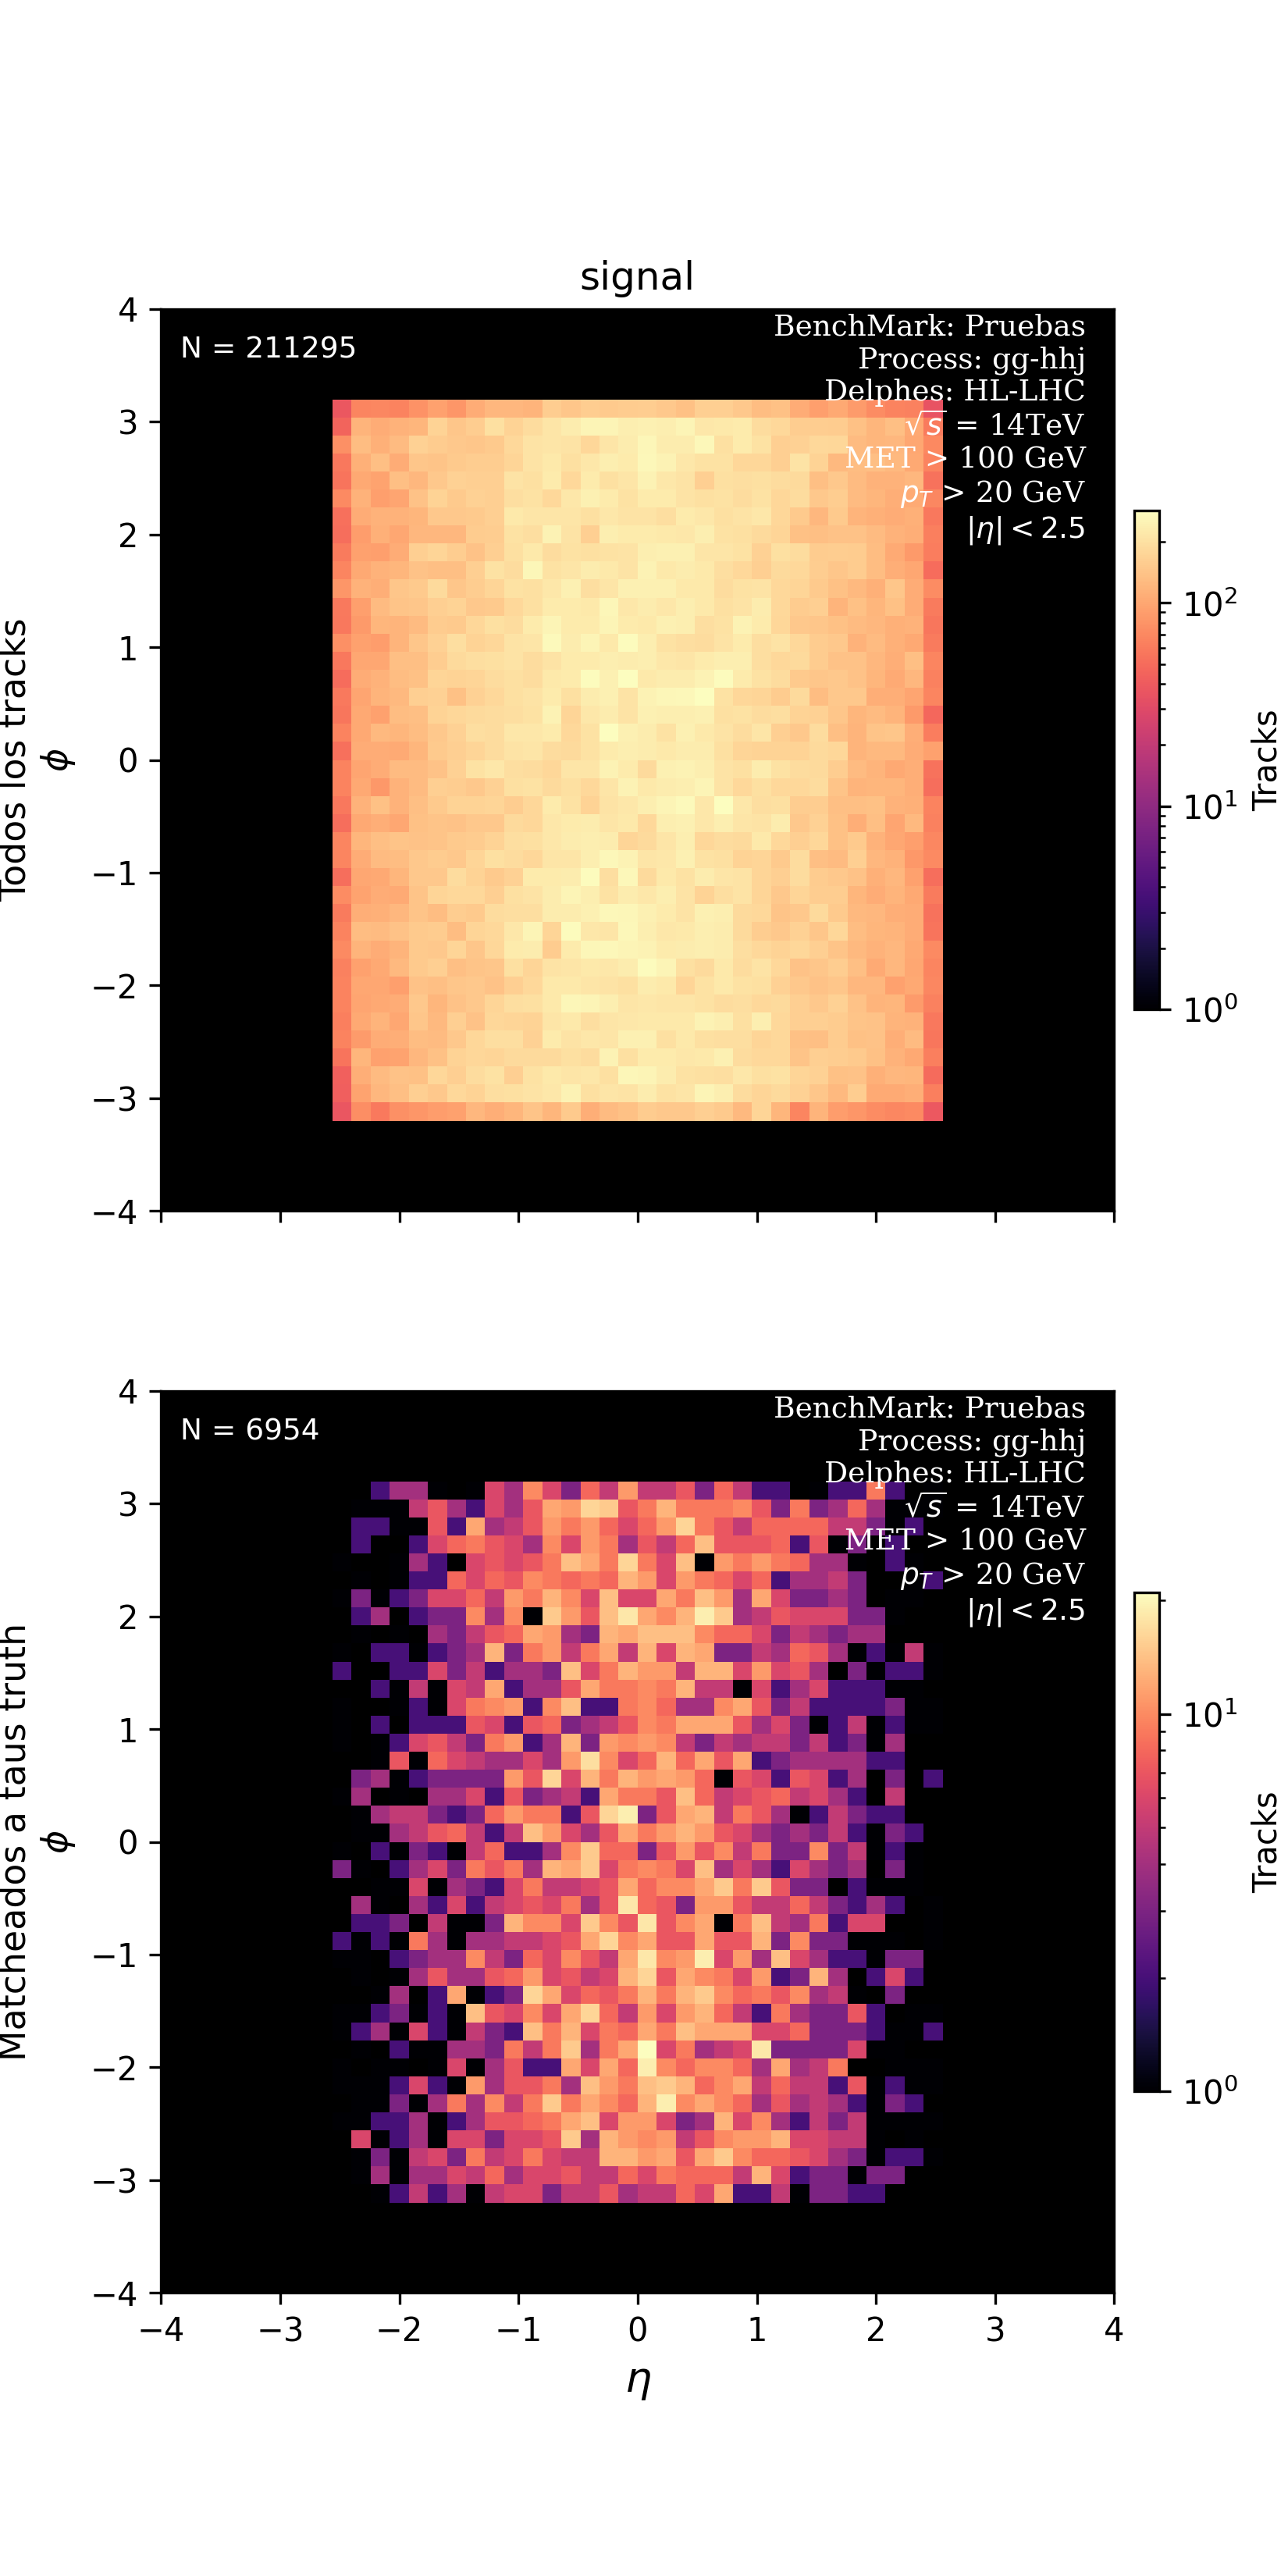 signal
N = 211295
BenchMark: Pruebas
Process: gg-hhj
Delphes: HL-LHC
√s = 14TeV
MET > 100 GeV
p_T > 20 GeV
|η| < 2.5
4
3
2
1
0
−1
−2
−3
−4
Todos los tracks
ϕ
10²
10¹
10⁰
Tracks
N = 6954
BenchMark: Pruebas
Process: gg-hhj
Delphes: HL-LHC
√s = 14TeV
MET > 100 GeV
p_T > 20 GeV
|η| < 2.5
4
3
2
1
0
−1
−2
−3
−4
Matcheados a taus truth
ϕ
10¹
10⁰
Tracks
−4 −3 −2 −1 0 1 2 3 4
η